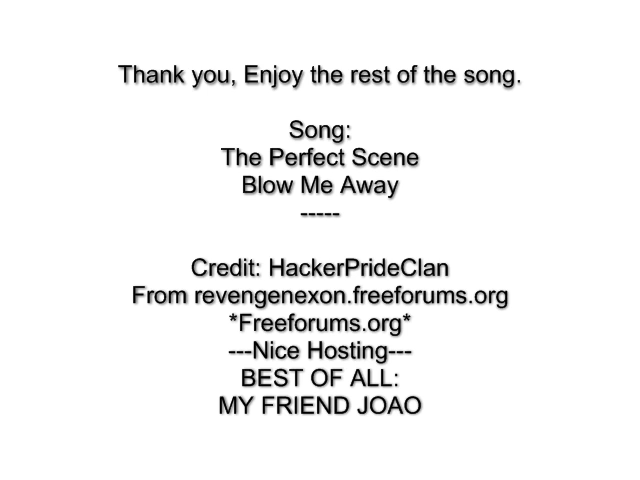 Thank you, Enjoy the rest of the song.
Song:
The Perfect Scene
Blow Me Away
-----
Credit: HackerPrideClan
From revengenexon.freeforums.org
*Freeforums.org*
---Nice Hosting---
BEST OF ALL:
MY FRIEND JOAO